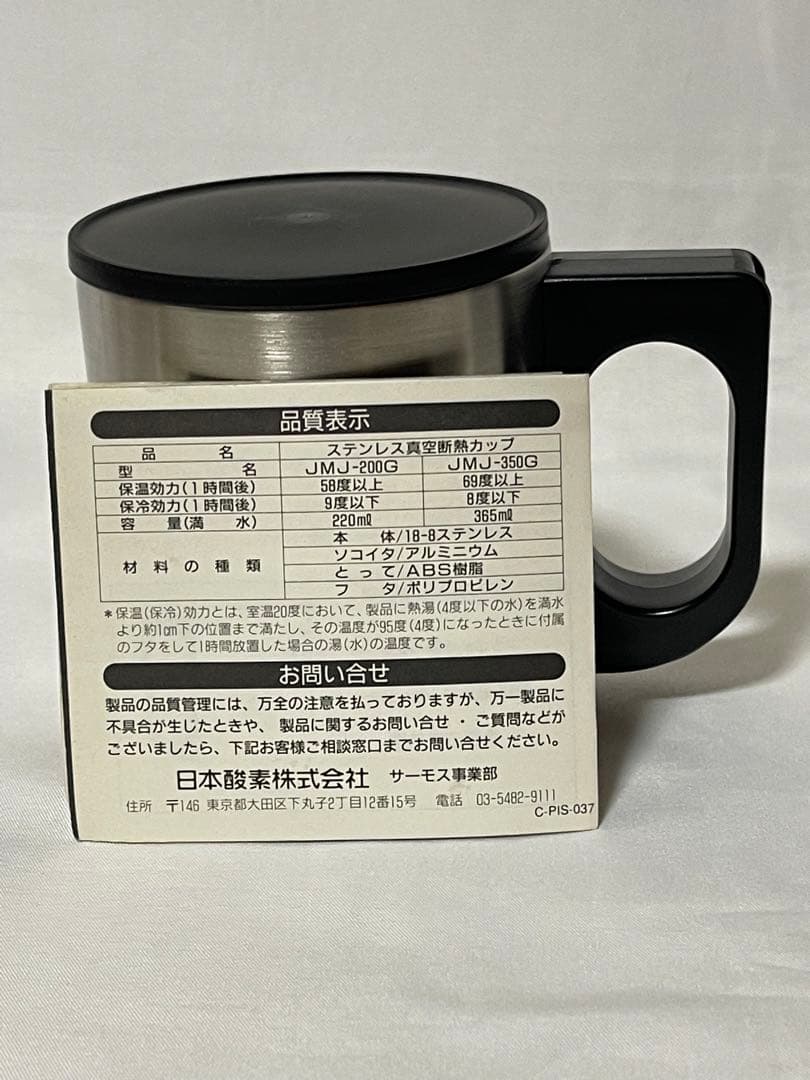 品質表示
品名 ステンレス真空断熱カップ
型名 JMJ-200G JMJ-350G
保温効力(1時間後) 58度以上 69度以上
保冷効力(1時間後) 9度以下 8度以下
容量(満水) 220mℓ 365mℓ
材料の種類 本体/18-8ステンレス
ソコイタ/アルミニウム
とって/ABS樹脂
フタ/ポリプロピレン
*保温(保冷)効力とは、室温20度において、製品に熱湯(4度以下の水)を満水
より約1cm下の位置まで満たし、その温度が95度(4度)になったときに付属
のフタをして1時間放置した場合の湯(水)の温度です。
お問い合せ
製品の品質管理には、万全の注意を払っておりますが、万一製品に
不具合が生じたときや、製品に関するお問い合せ・ご質問などが
ございましたら、下記お客様ご相談窓口までお問い合せください。
日本酸素株式会社 サーモス事業部
住所 〒146 東京都大田区下丸子2丁目12番15号 電話 03-5482-9111
C-PIS-037